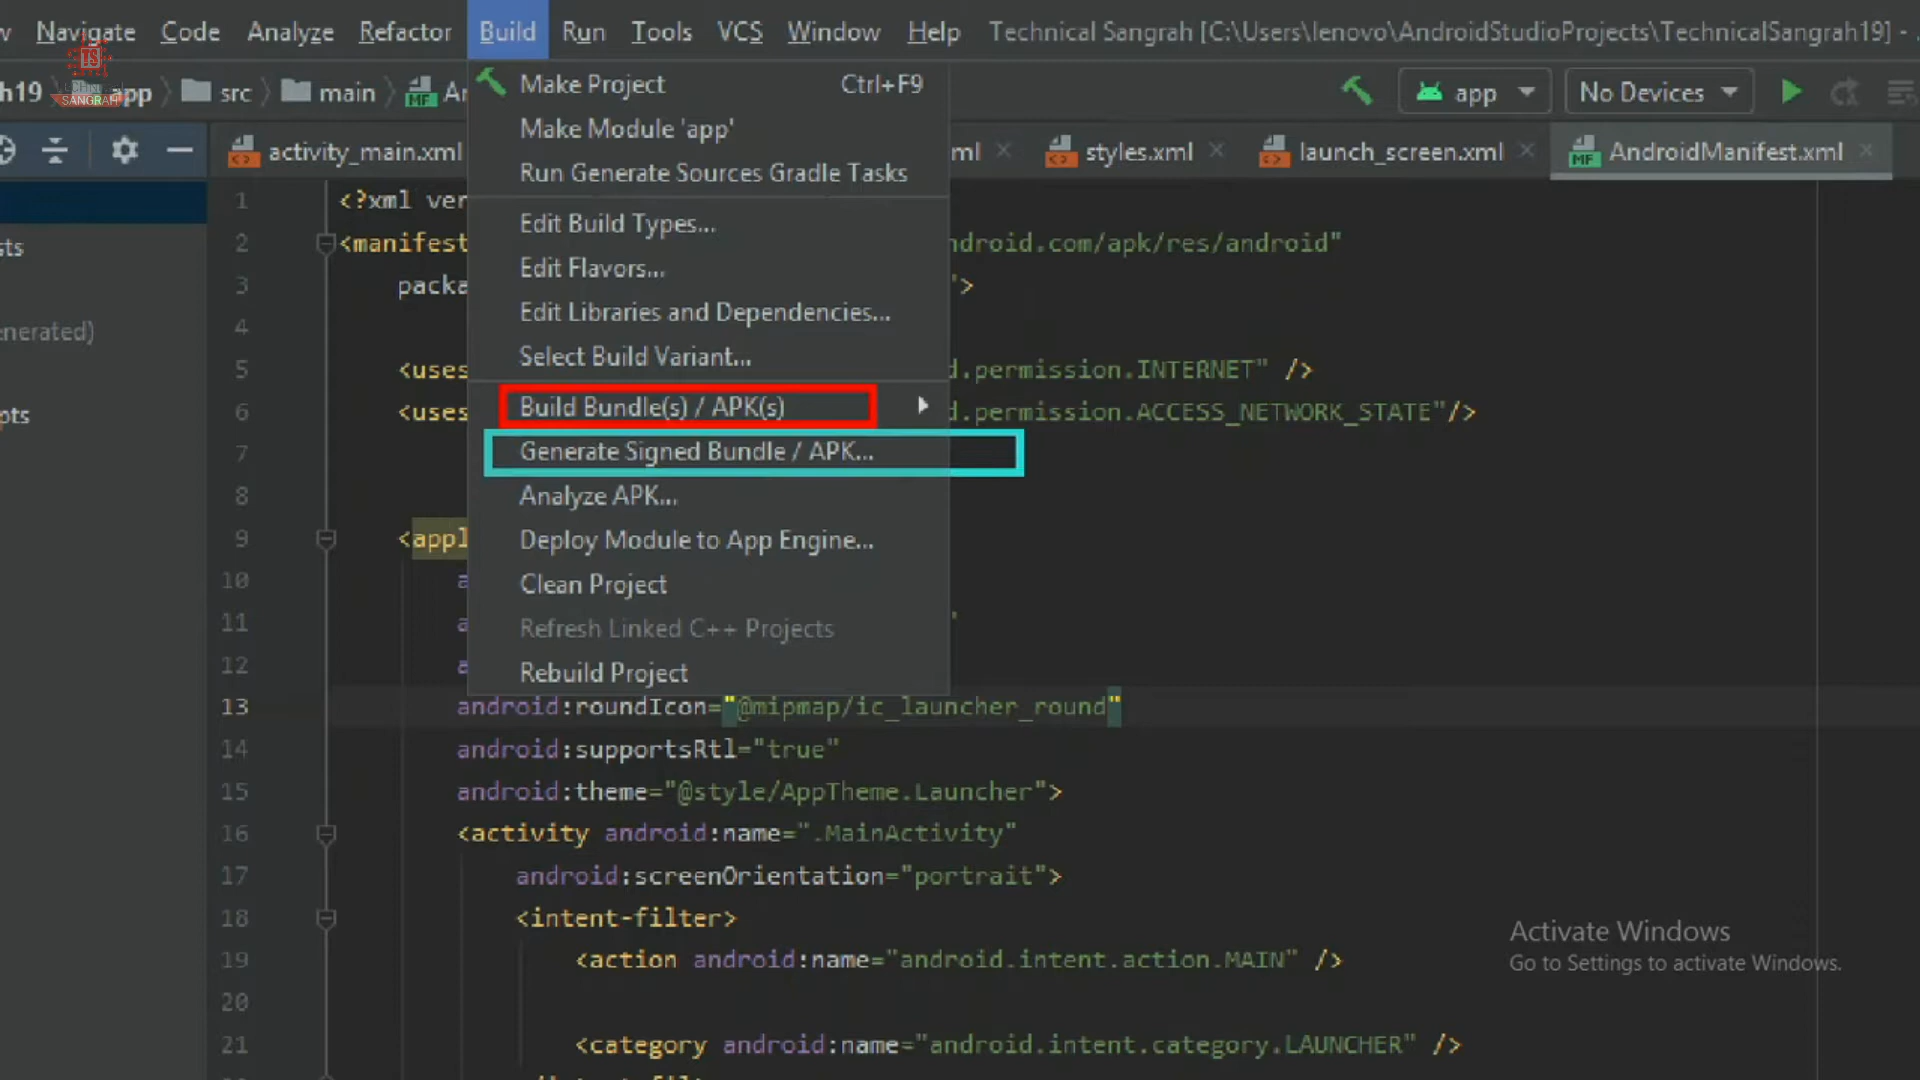 Navigate Code Analyze Refactor Build Run Tools VCS Window Help Technical Sangrah [C:\Users\lenovo\AndroidStudioProjects\TechnicalSangrah19] -
h19 app src main MF app No Devices
TS
SANGRAH
activity_main.xml ml styles.xml launch_screen.xml MF AndroidManifest.xml
Make Project Ctrl+F9
Make Module 'app'
Run Generate Sources Gradle Tasks
Edit Build Types...
Edit Flavors...
Edit Libraries and Dependencies...
Select Build Variant...
Build Bundle(s) / APK(s)
Generate Signed Bundle / APK...
Analyze APK...
Deploy Module to App Engine...
Clean Project
Refresh Linked C++ Projects
Rebuild Project
sts
enerated)
pts
1 <?xml ver
2 <manifest ndroid.com/apk/res/android"
3 packa ">
4
5 <uses d.permission.INTERNET" />
6 <uses d.permission.ACCESS_NETWORK_STATE"/>
7
8
9 <appl
10 a
11 a "
12 a
13 android:roundIcon="@mipmap/ic_launcher_round"
14 android:supportsRtl="true"
15 android:theme="@style/AppTheme.Launcher">
16 <activity android:name=".MainActivity"
17 android:screenOrientation="portrait">
18 <intent-filter>
19 <action android:name="android.intent.action.MAIN" />
20
21 <category android:name="android.intent.category.LAUNCHER" />
Activate Windows
Go to Settings to activate Windows.